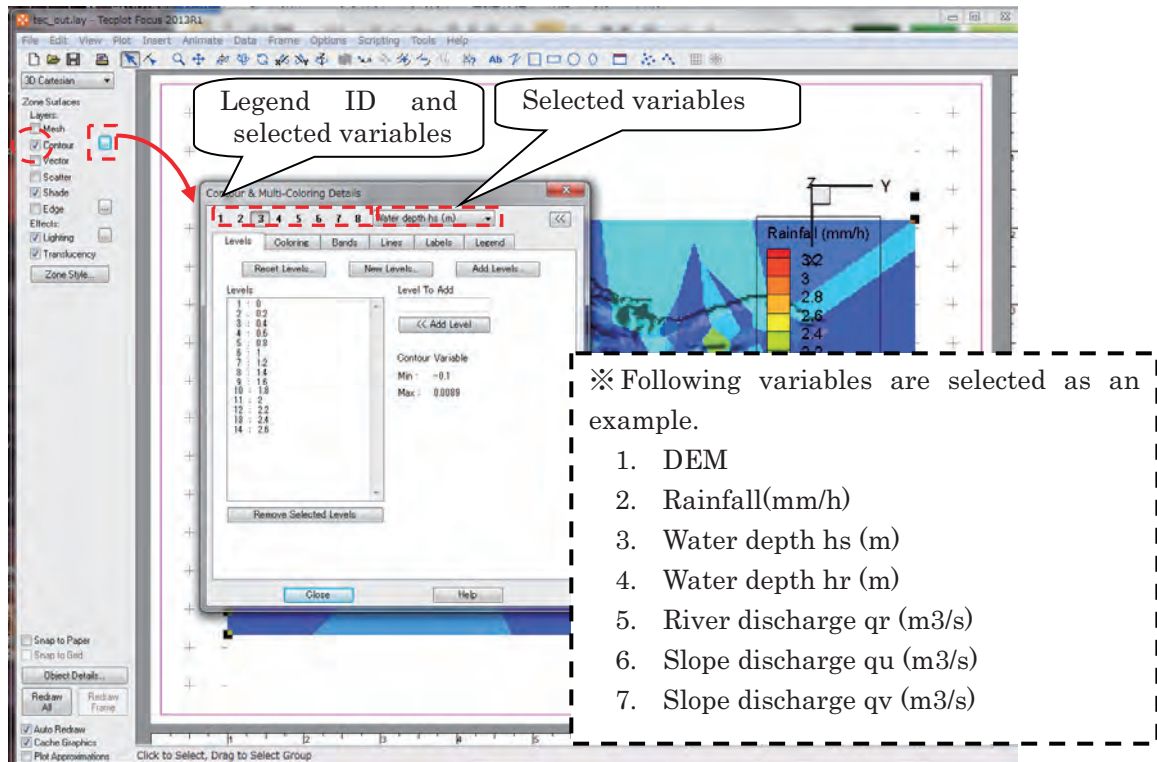 tec_out.lay - Tecplot Focus 2013R1
File Edit View Plot Insert Animate Data Frame Options Scripting Tools Help
3D Cartesian
Zone Surfaces
Layers:
Mesh
Contour
Vector
Scatter
Shade
Edge
Effects:
Lighting
Translucency
Zone Style...
Snap to Paper
Snap to Grid
Object Details...
Redraw All
Redraw Frame
Auto Redraw
Cache Graphics
Plot Approximations
Legend ID and
selected variables
Selected variables
Contour & Multi-Coloring Details
1 2 3 4 5 6 7 8 Water depth hs (m) <<
Levels Coloring Bands Lines Labels Legend
Reset Levels... New Levels... Add Levels...
Levels
1 : 0
2 : 0.2
3 : 0.4
4 : 0.6
5 : 0.8
6 : 1
7 : 1.2
8 : 1.4
9 : 1.6
10 : 1.8
11 : 2
12 : 2.2
13 : 2.4
14 : 2.6
Remove Selected Levels
Level To Add
<< Add Level
Contour Variable
Min : -0.1
Max : 0.0089
Close Help
Z Y
Rainfall (mm/h)
3.2
3
2.8
2.6
2.4
※ Following variables are selected as an
example.
1. DEM
2. Rainfall(mm/h)
3. Water depth hs (m)
4. Water depth hr (m)
5. River discharge qr (m3/s)
6. Slope discharge qu (m3/s)
7. Slope discharge qv (m3/s)
1 2 3 4 5
Click to Select, Drag to Select Group